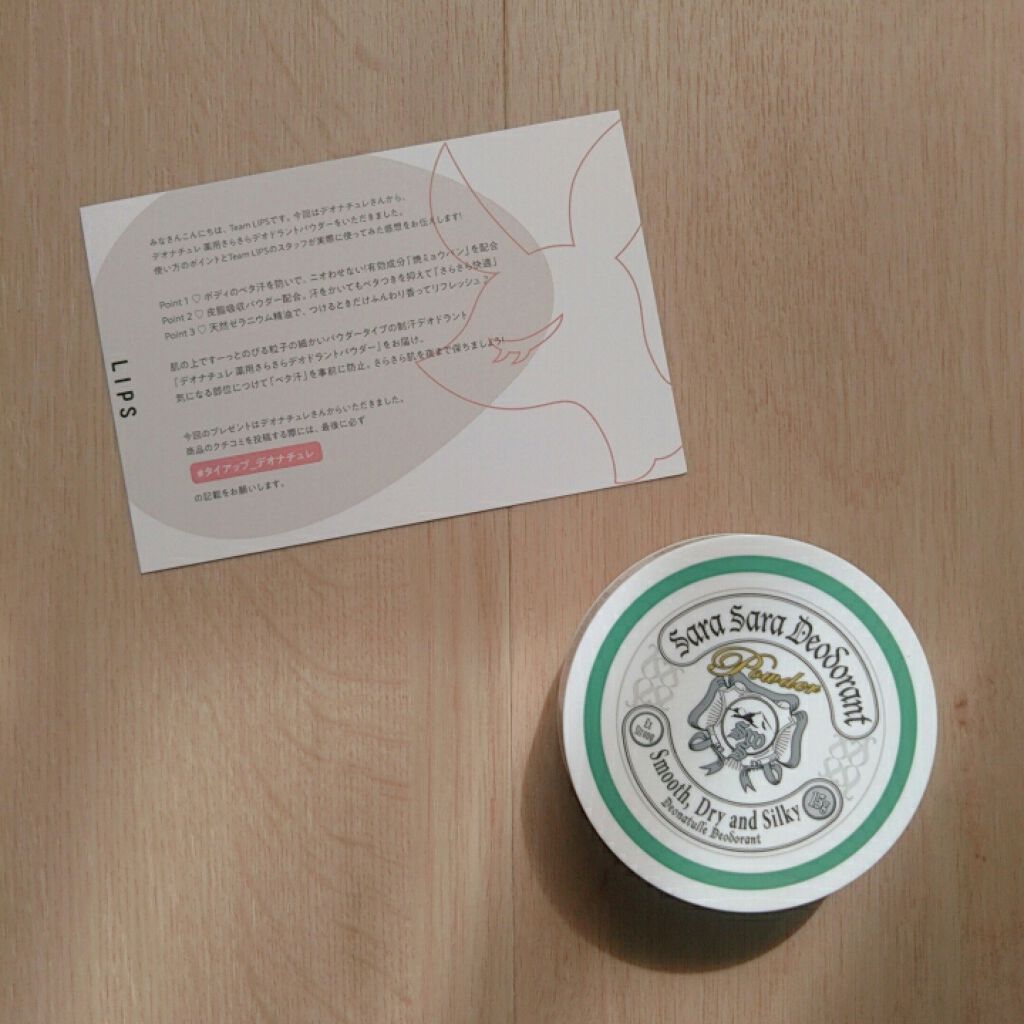 みなさんこんにちは、Team LIPSです。今回はデオナチュレさんから、
デオナチュレ 薬用さらさらデオドラントパウダーをいただきました。
使い方のポイントとTeam LIPSのスタッフが実際に使ってみた感想をお伝えします!
Point 1 ♡ ボディのベタ汗を防いで、ニオわせない!有効成分「焼ミョウバン」を配合
Point 2 ♡ 皮脂吸収パウダー配合。汗をかいてもベタつきを抑えて「さらさら快適」
Point 3 ♡ 天然ゼラニウム精油で、つけるときだけふんわり香ってリフレッシュ♪
肌の上ですーっとのびる粒子の細かいパウダータイプの制汗デオドラント
「デオナチュレ 薬用さらさらデオドラントパウダー」をお届け。
気になる部位につけて「ベタ汗」を事前に防止。さらさら肌を夜まで保ちましょう!
今回のプレゼントはデオナチュレさんからいただきました。
商品のクチコミを投稿する際には、最後に必ず
#タイアップ_デオナチュレ
の記載をお願いします。
LIPS
Sara Sara Deodorant
Powder
Ex Strong
15g
Smooth, Dry and Silky
Deonatulle Deodorant